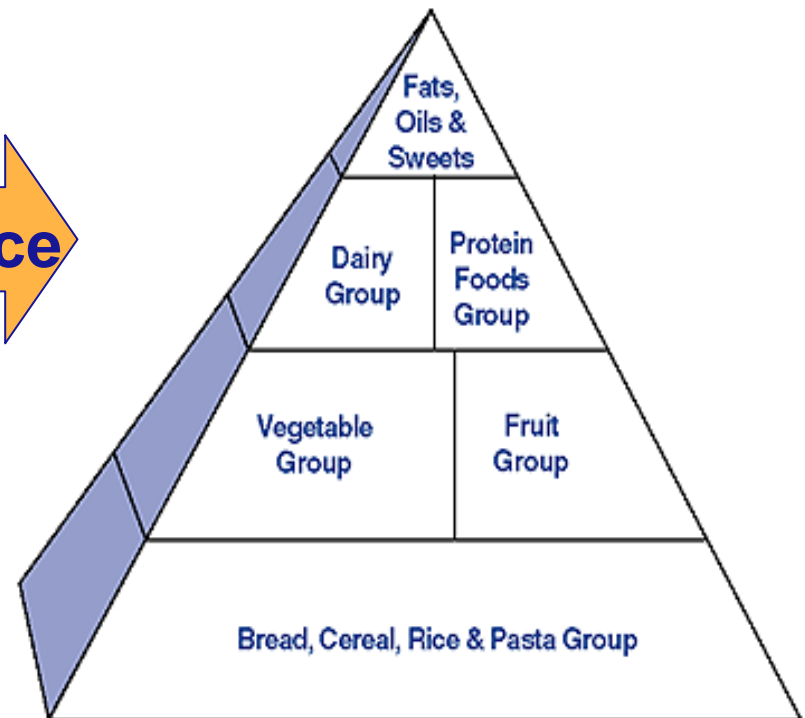 Fats,
Oils &
Sweets
ce
Dairy
Group
Protein
Foods
Group
Vegetable
Group
Fruit
Group
Bread, Cereal, Rice & Pasta Group